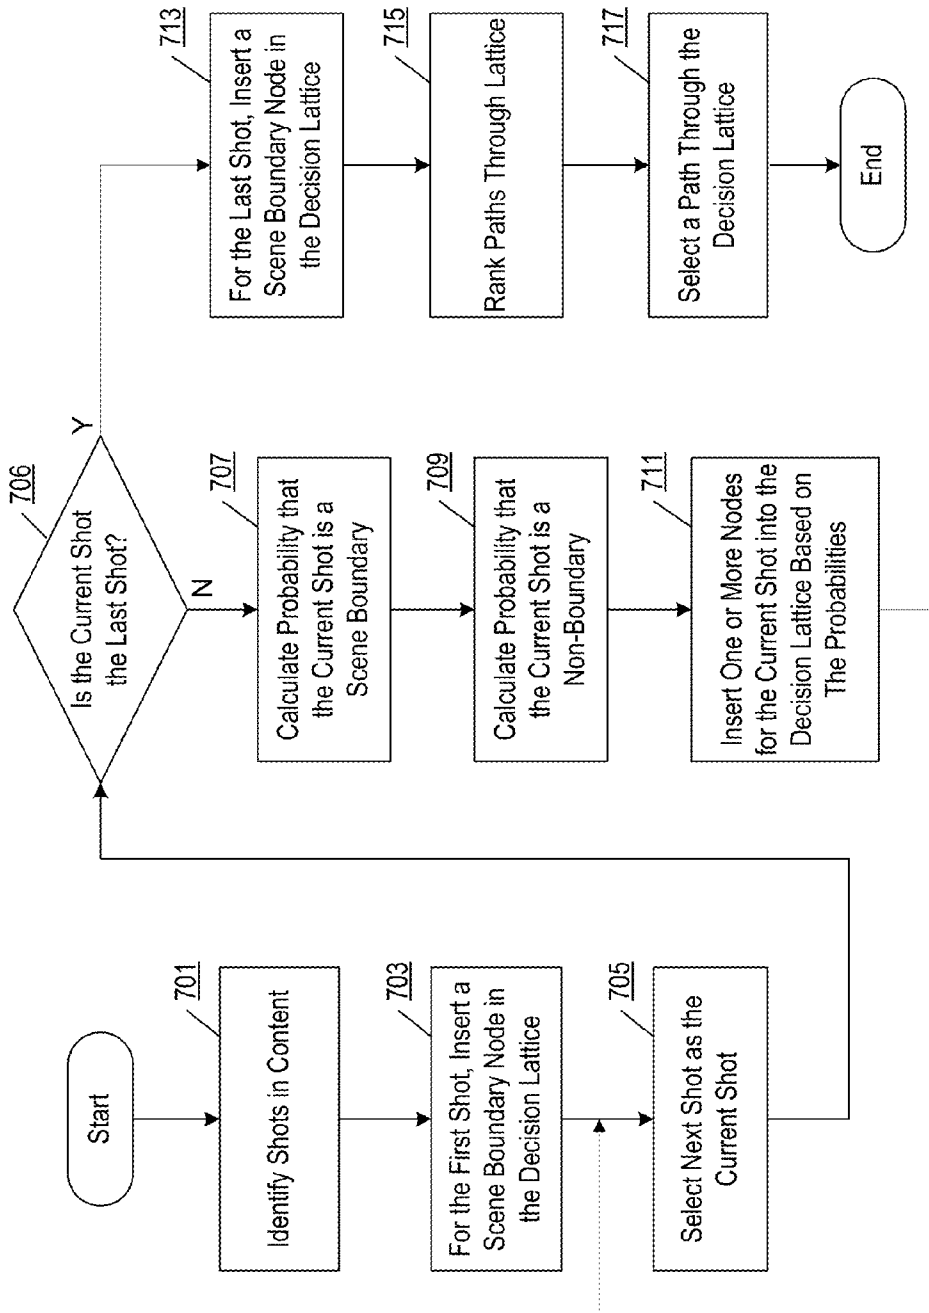 Start
701
Identify Shots in Content
703
For the First Shot, Insert a
Scene Boundary Node in
the Decision Lattice
705
Select Next Shot as the
Current Shot
706
Is the Current Shot
the Last Shot?
Y
N
707
Calculate Probability that
the Current Shot is a
Scene Boundary
709
Calculate Probability that
the Current Shot is a
Non-Boundary
711
Insert One or More Nodes
for the Current Shot into the
Decision Lattice Based on
The Probabilities
713
For the Last Shot, Insert a
Scene Boundary Node in
the Decision Lattice
715
Rank Paths Through Lattice
717
Select a Path Through the
Decision Lattice
End